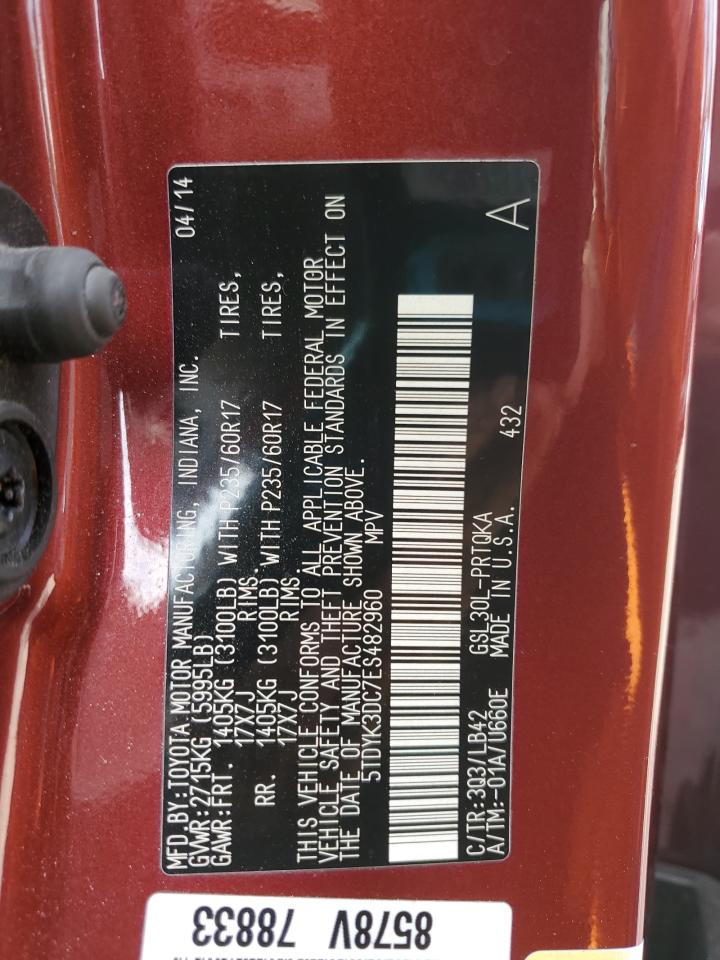 MFD.BY:TOYOTA MOTOR MANUFACTURING, INDIANA, INC. 04/14
GVWR:2715KG (5995LB)
GAWR:FRT. 1405KG (3100LB) WITH P235/60R17 TIRES,
17X7J RIMS.
RR. 1405KG (3100LB) WITH P235/60R17 TIRES,
17X7J RIMS.
THIS VEHICLE CONFORMS TO ALL APPLICABLE FEDERAL MOTOR
VEHICLE SAFETY AND THEFT PREVENTION STANDARDS IN EFFECT ON
THE DATE OF MANUFACTURE SHOWN ABOVE.
5TDYK3DC7ES482960 MPV
C/TR:3Q3/LB42 GSL30L-PRTQKA A
A/TM:-01A/U660E MADE IN U.S.A. 432
8578V 78833